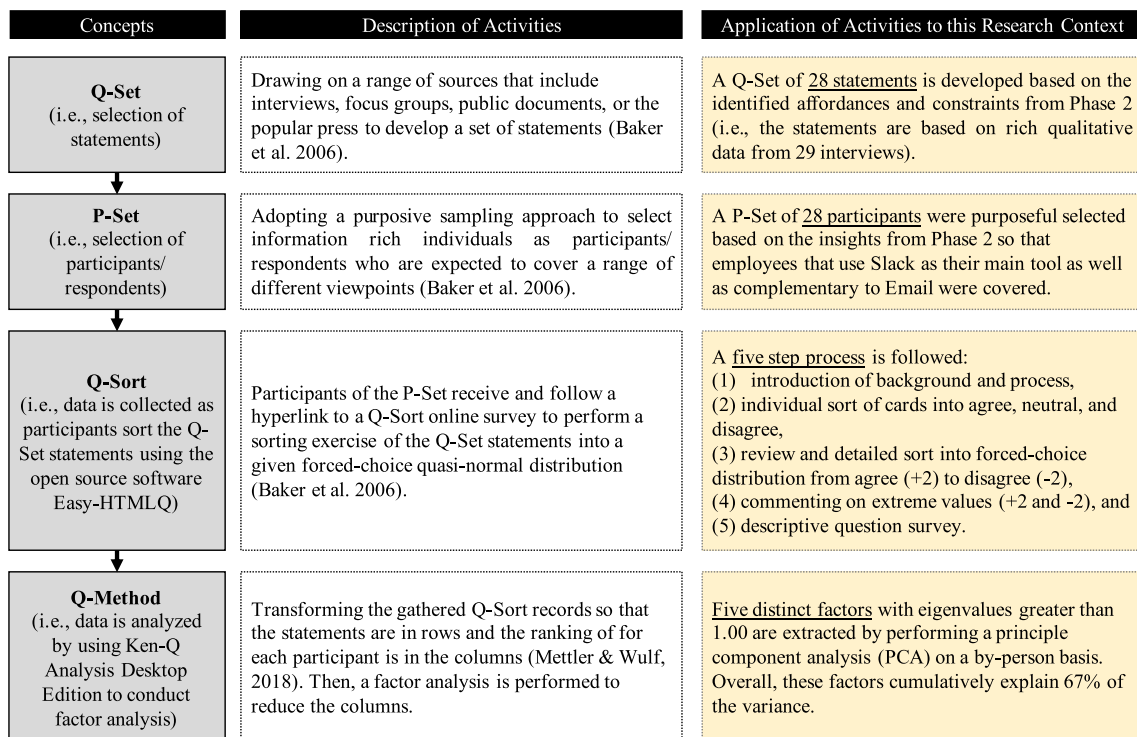 Concepts
Description of Activities
Application of Activities to this Research Context
Q-Set
(i.e., selection of
statements)
Drawing on a range of sources that include
interviews, focus groups, public documents, or the
popular press to develop a set of statements (Baker
et al. 2006).
A Q-Set of 28 statements is developed based on the
identified affordances and constraints from Phase 2
(i.e., the statements are based on rich qualitative
data from 29 interviews).
P-Set
(i.e., selection of
participants/
respondents)
Adopting a purposive sampling approach to select
information rich individuals as participants/
respondents who are expected to cover a range of
different viewpoints (Baker et al. 2006).
A P-Set of 28 participants were purposeful selected
based on the insights from Phase 2 so that
employees that use Slack as their main tool as well
as complementary to Email were covered.
Q-Sort
(i.e., data is collected as
participants sort the Q-
Set statements using the
open source software
Easy-HTMLQ)
Participants of the P-Set receive and follow a
hyperlink to a Q-Sort online survey to perform a
sorting exercise of the Q-Set statements into a
given forced-choice quasi-normal distribution
(Baker et al. 2006).
A five step process is followed:
(1) introduction of background and process,
(2) individual sort of cards into agree, neutral, and
disagree,
(3) review and detailed sort into forced-choice
distribution from agree (+2) to disagree (-2),
(4) commenting on extreme values (+2 and -2), and
(5) descriptive question survey.
Q-Method
(i.e., data is analyzed
by using Ken-Q
Analysis Desktop
Edition to conduct
factor analysis)
Transforming the gathered Q-Sort records so that
the statements are in rows and the ranking of for
each participant is in the columns (Mettler & Wulf,
2018). Then, a factor analysis is performed to
reduce the columns.
Five distinct factors with eigenvalues greater than
1.00 are extracted by performing a principle
component analysis (PCA) on a by-person basis.
Overall, these factors cumulatively explain 67% of
the variance.